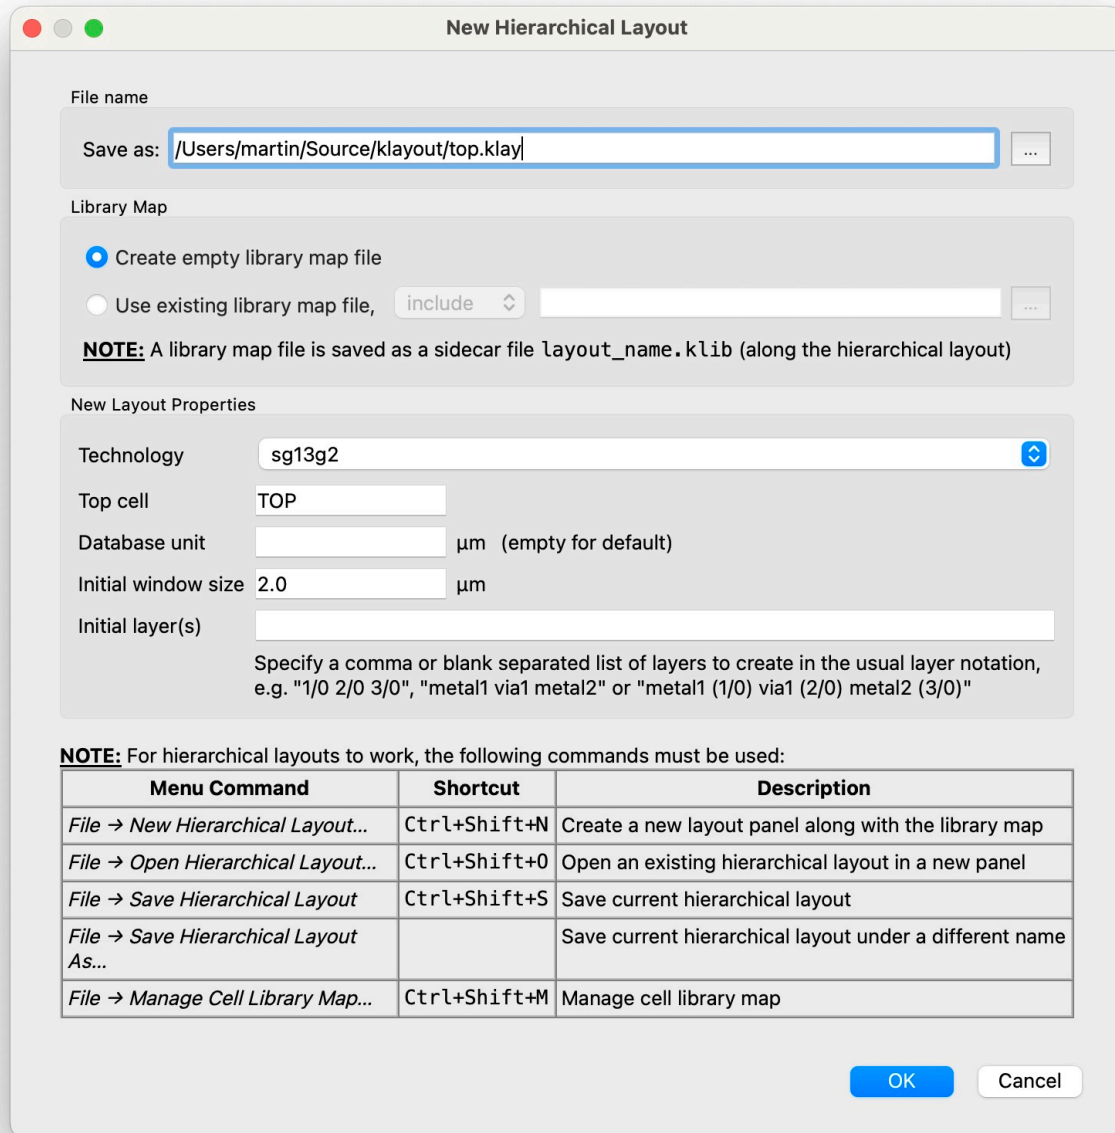 New Hierarchical Layout
File name
Save as: /Users/martin/Source/klayout/top.klay ...
Library Map
Create empty library map file
Use existing library map file, include ...
NOTE: A library map file is saved as a sidecar file layout_name.klib (along the hierarchical layout)
New Layout Properties
Technology sg13g2
Top cell TOP
Database unit µm (empty for default)
Initial window size 2.0 µm
Initial layer(s)
Specify a comma or blank separated list of layers to create in the usual layer notation,
e.g. "1/0 2/0 3/0", "metal1 via1 metal2" or "metal1 (1/0) via1 (2/0) metal2 (3/0)"
NOTE: For hierarchical layouts to work, the following commands must be used:
Menu Command Shortcut Description
File → New Hierarchical Layout... Ctrl+Shift+N Create a new layout panel along with the library map
File → Open Hierarchical Layout... Ctrl+Shift+O Open an existing hierarchical layout in a new panel
File → Save Hierarchical Layout Ctrl+Shift+S Save current hierarchical layout
File → Save Hierarchical Layout Save current hierarchical layout under a different name
As...
File → Manage Cell Library Map... Ctrl+Shift+M Manage cell library map
OK Cancel